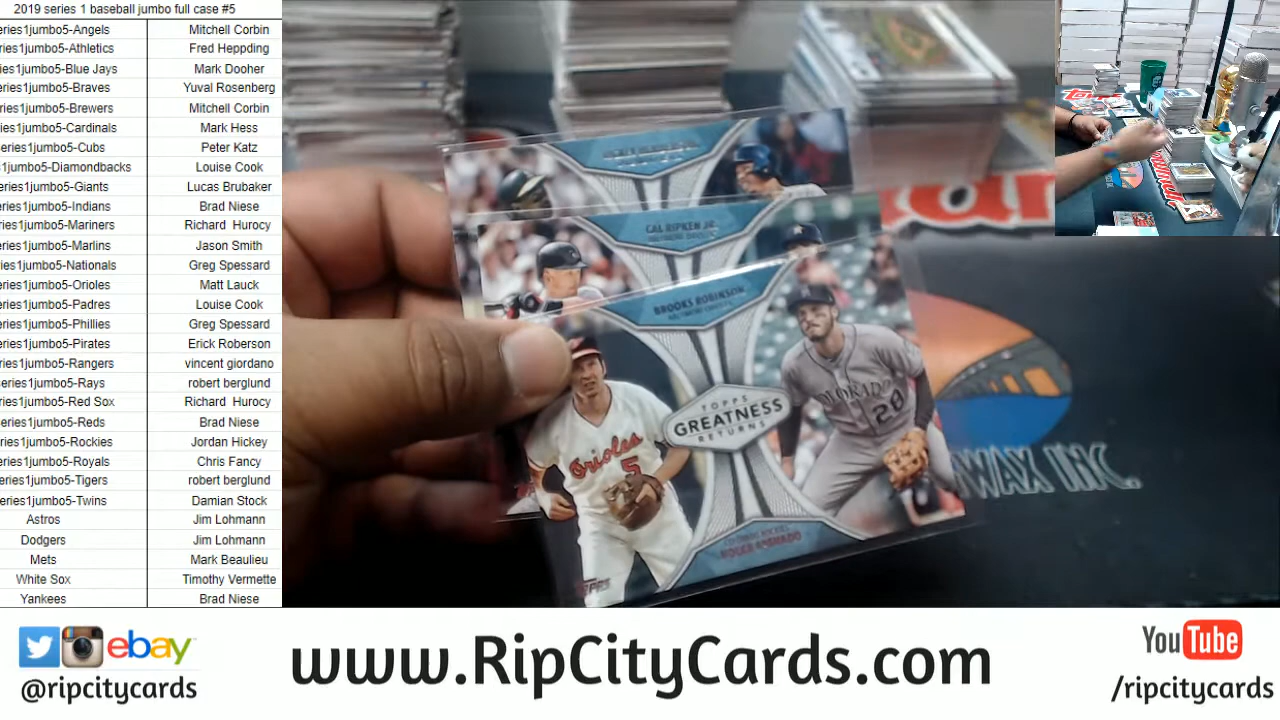 2019 series 1 baseball jumbo full case #5
eries1jumbo5-Angels Mitchell Corbin
eries1jumbo5-Athletics Fred Heppding
ies1jumbo5-Blue Jays Mark Dooher
eries1jumbo5-Braves Yuval Rosenberg
eries1jumbo5-Brewers Mitchell Corbin
ries1jumbo5-Cardinals Mark Hess
eries1jumbo5-Cubs Peter Katz
s1jumbo5-Diamondbacks Louise Cook
eries1jumbo5-Giants Lucas Brubaker
eries1jumbo5-Indians Brad Niese
ries1jumbo5-Mariners Richard Hurocy
eries1jumbo5-Marlins Jason Smith
ries1jumbo5-Nationals Greg Spessard
eries1jumbo5-Orioles Matt Lauck
eries1jumbo5-Padres Louise Cook
eries1jumbo5-Phillies Greg Spessard
eries1jumbo5-Pirates Erick Roberson
eries1jumbo5-Rangers vincent giordano
series1jumbo5-Rays robert berglund
eries1jumbo5-Red Sox Richard Hurocy
series1jumbo5-Reds Brad Niese
eries1jumbo5-Rockies Jordan Hickey
eries1jumbo5-Royals Chris Fancy
eries1jumbo5-Tigers robert berglund
eries1jumbo5-Twins Damian Stock
Astros Jim Lohmann
Dodgers Jim Lohmann
Mets Mark Beaulieu
White Sox Timothy Vermette
Yankees Brad Niese
CAL RIPKEN JR.
BROOKS ROBINSON
TOPPS
GREATNESS
RETURNS
Orioles
5
COLORADO
28
TOPPS
WAX INC.
ebay
@ripcitycards
www.RipCityCards.com
YouTube
/ripcitycards